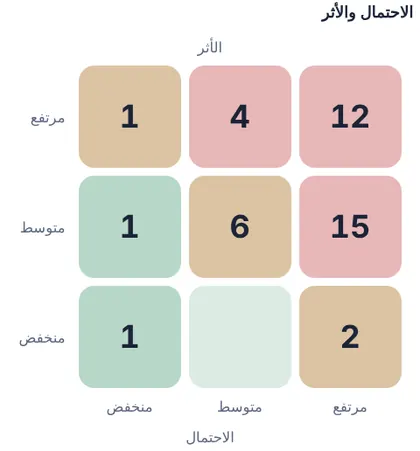 الاحتمال والأثر
الأثر
مرتفع 1 4 12
متوسط 1 6 15
منخفض 1 2
منخفض متوسط مرتفع
الاحتمال